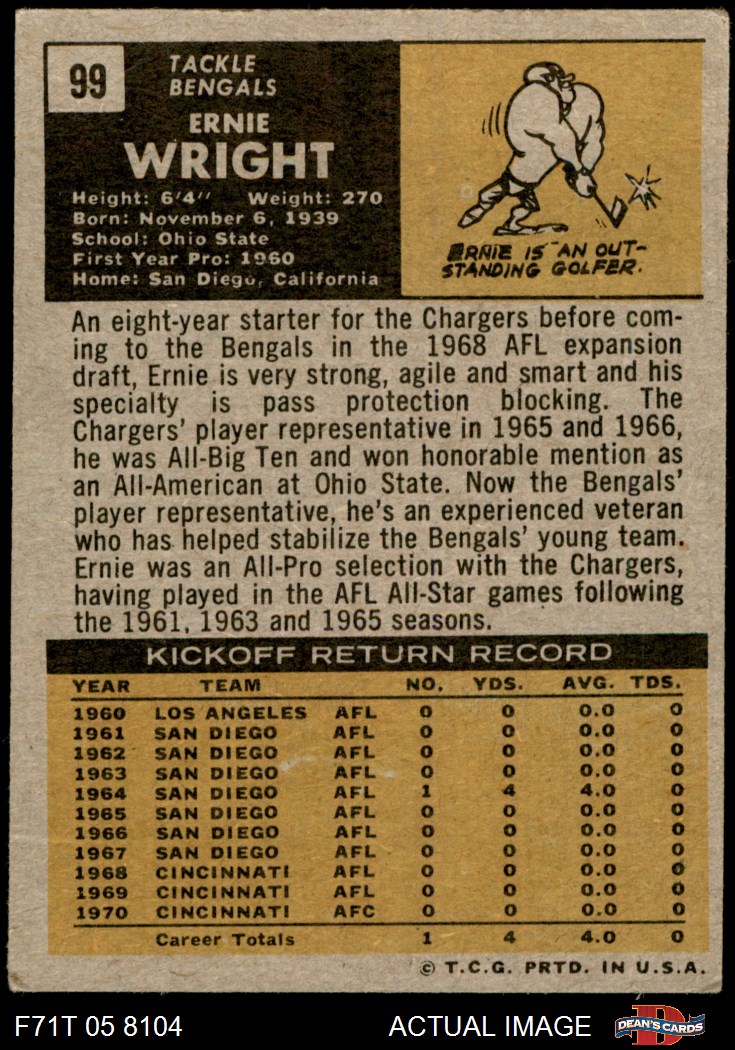 99
TACKLE
BENGALS
ERNIE
WRIGHT
Height: 6'4" Weight: 270
Born: November 6, 1939
School: Ohio State
First Year Pro: 1960
Home: San Diego, California
ERNIE IS AN OUT-
STANDING GOLFER.
An eight-year starter for the Chargers before com-
ing to the Bengals in the 1968 AFL expansion
draft, Ernie is very strong, agile and smart and his
specialty is pass protection blocking. The
Chargers' player representative in 1965 and 1966,
he was All-Big Ten and won honorable mention as
an All-American at Ohio State. Now the Bengals'
player representative, he's an experienced veteran
who has helped stabilize the Bengals' young team.
Ernie was an All-Pro selection with the Chargers,
having played in the AFL All-Star games following
the 1961, 1963 and 1965 seasons.
KICKOFF RETURN RECORD
YEAR TEAM NO. YDS. AVG. TDS.
1960 LOS ANGELES AFL 0 0 0.0 0
1961 SAN DIEGO AFL 0 0 0.0 0
1962 SAN DIEGO AFL 0 0 0.0 0
1963 SAN DIEGO AFL 0 0 0.0 0
1964 SAN DIEGO AFL 1 4 4.0 0
1965 SAN DIEGO AFL 0 0 0.0 0
1966 SAN DIEGO AFL 0 0 0.0 0
1967 SAN DIEGO AFL 0 0 0.0 0
1968 CINCINNATI AFL 0 0 0.0 0
1969 CINCINNATI AFL 0 0 0.0 0
1970 CINCINNATI AFC 0 0 0.0 0
Career Totals 1 4 4.0 0
© T.C.G. PRTD. IN U.S.A.
F71T 05 8104 ACTUAL IMAGE D DEAN'S CARDS